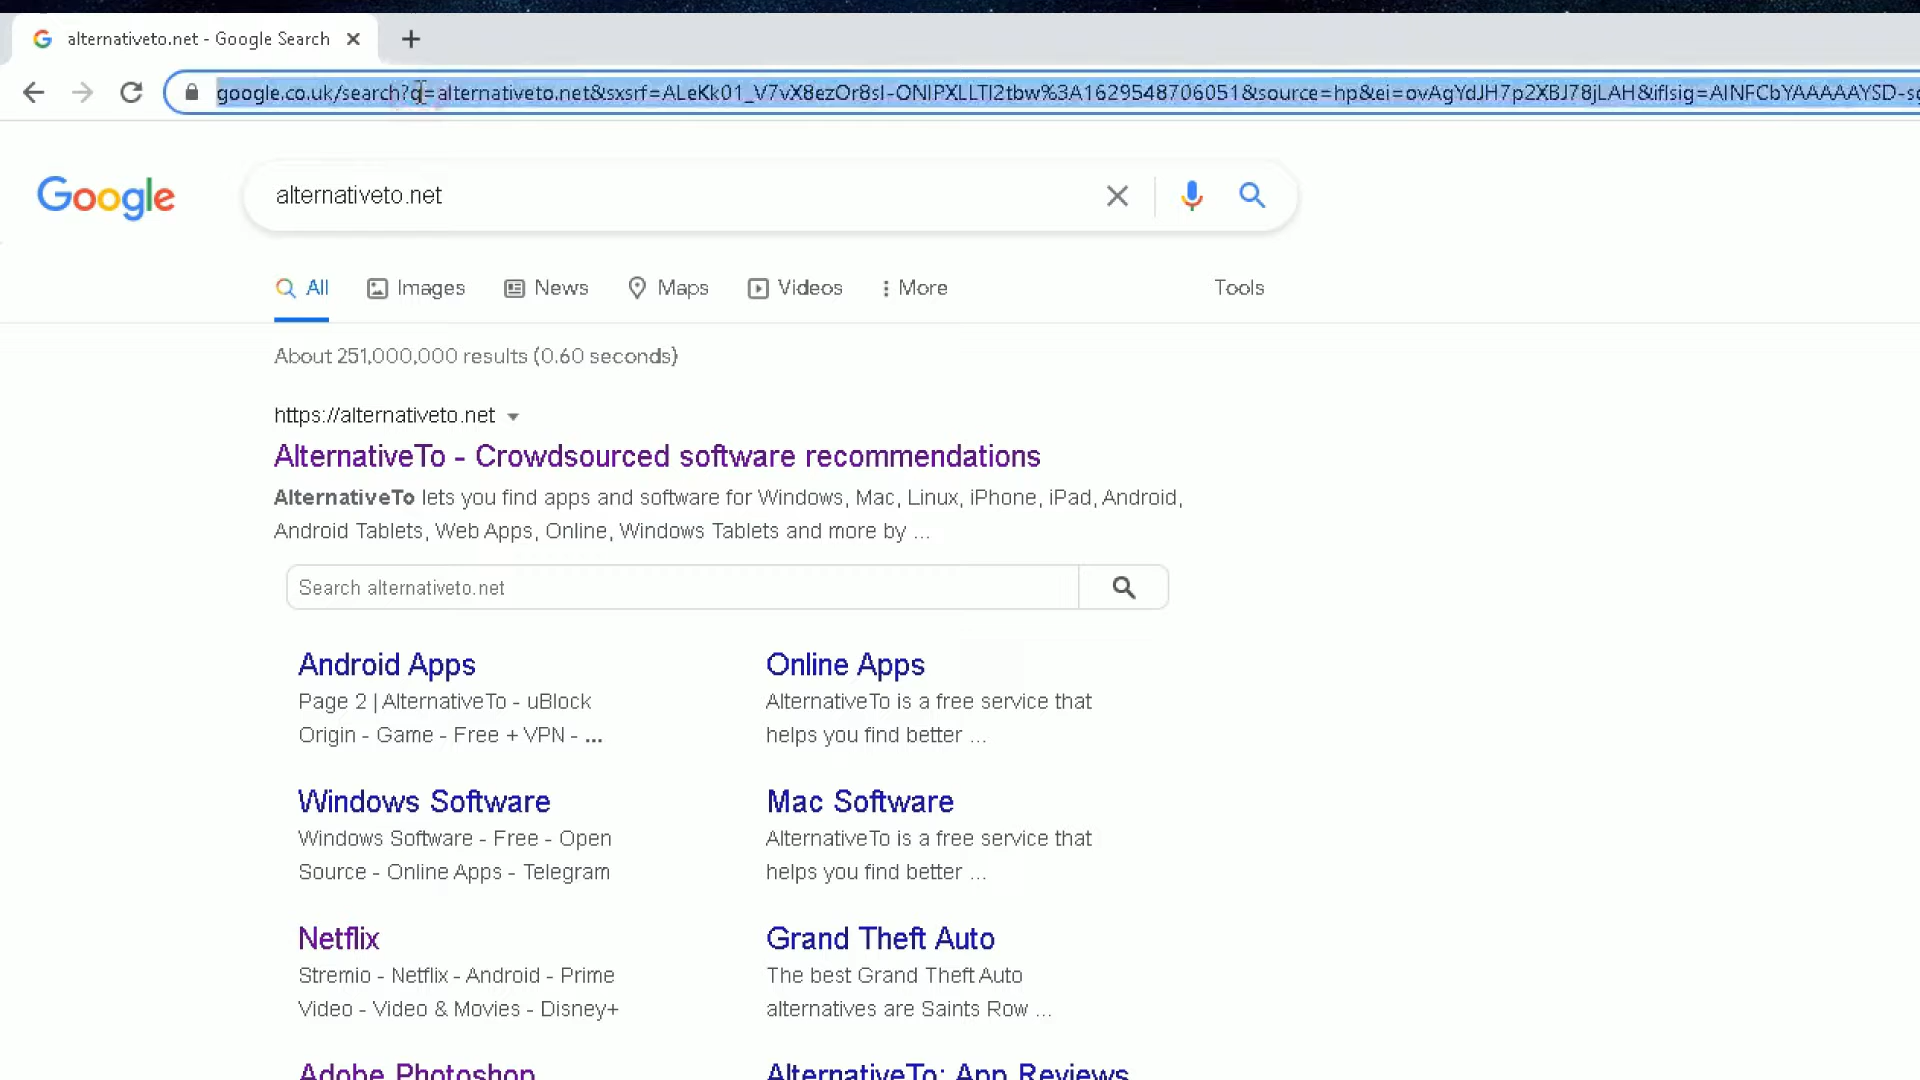 alternativeto.net - Google Search
google.co.uk/search?q=alternativeto.net&sxsrf=ALeKk01_V7vX8ezOr8sI-ONIPXLLTI2tbw%3A1629548706051&source=hp&ei=ovAgYdJH7p2XBJ78jLAH&iflsig=AINFCbYAAAAAYSD-s
Google
alternativeto.net
All Images News Maps Videos More Tools
About 251,000,000 results (0.60 seconds)
https://alternativeto.net
AlternativeTo - Crowdsourced software recommendations
AlternativeTo lets you find apps and software for Windows, Mac, Linux, iPhone, iPad, Android,
Android Tablets, Web Apps, Online, Windows Tablets and more by ...
Search alternativeto.net
Android Apps
Page 2 | AlternativeTo - uBlock
Origin - Game - Free + VPN - ...
Online Apps
AlternativeTo is a free service that
helps you find better ...
Windows Software
Windows Software - Free - Open
Source - Online Apps - Telegram
Mac Software
AlternativeTo is a free service that
helps you find better ...
Netflix
Stremio - Netflix - Android - Prime
Video - Video & Movies - Disney+
Grand Theft Auto
The best Grand Theft Auto
alternatives are Saints Row ...
Adobe Photoshop
AlternativeTo: App Reviews